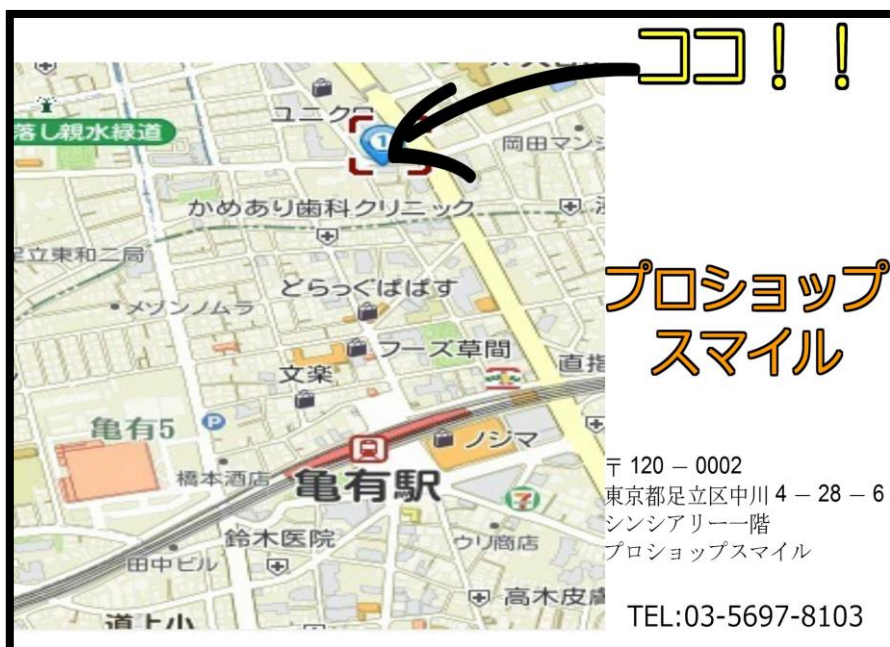 ココ！！
ユニクロ
落し親水緑道
1
岡田マンシ
かめあり歯科クリニック
立東和二局
どらっぐぱぱす
メゾンノムラ
フーズ草間
文楽
直指
亀有5
P
ノジマ
橋本酒店
亀有駅
7
鈴木医院
ウリ商店
田中ビル
高木皮膚
道上小
プロショップ
スマイル
〒120－0002
東京都足立区中川4－28－6
シンシアリー一階
プロショップスマイル
TEL:03-5697-8103